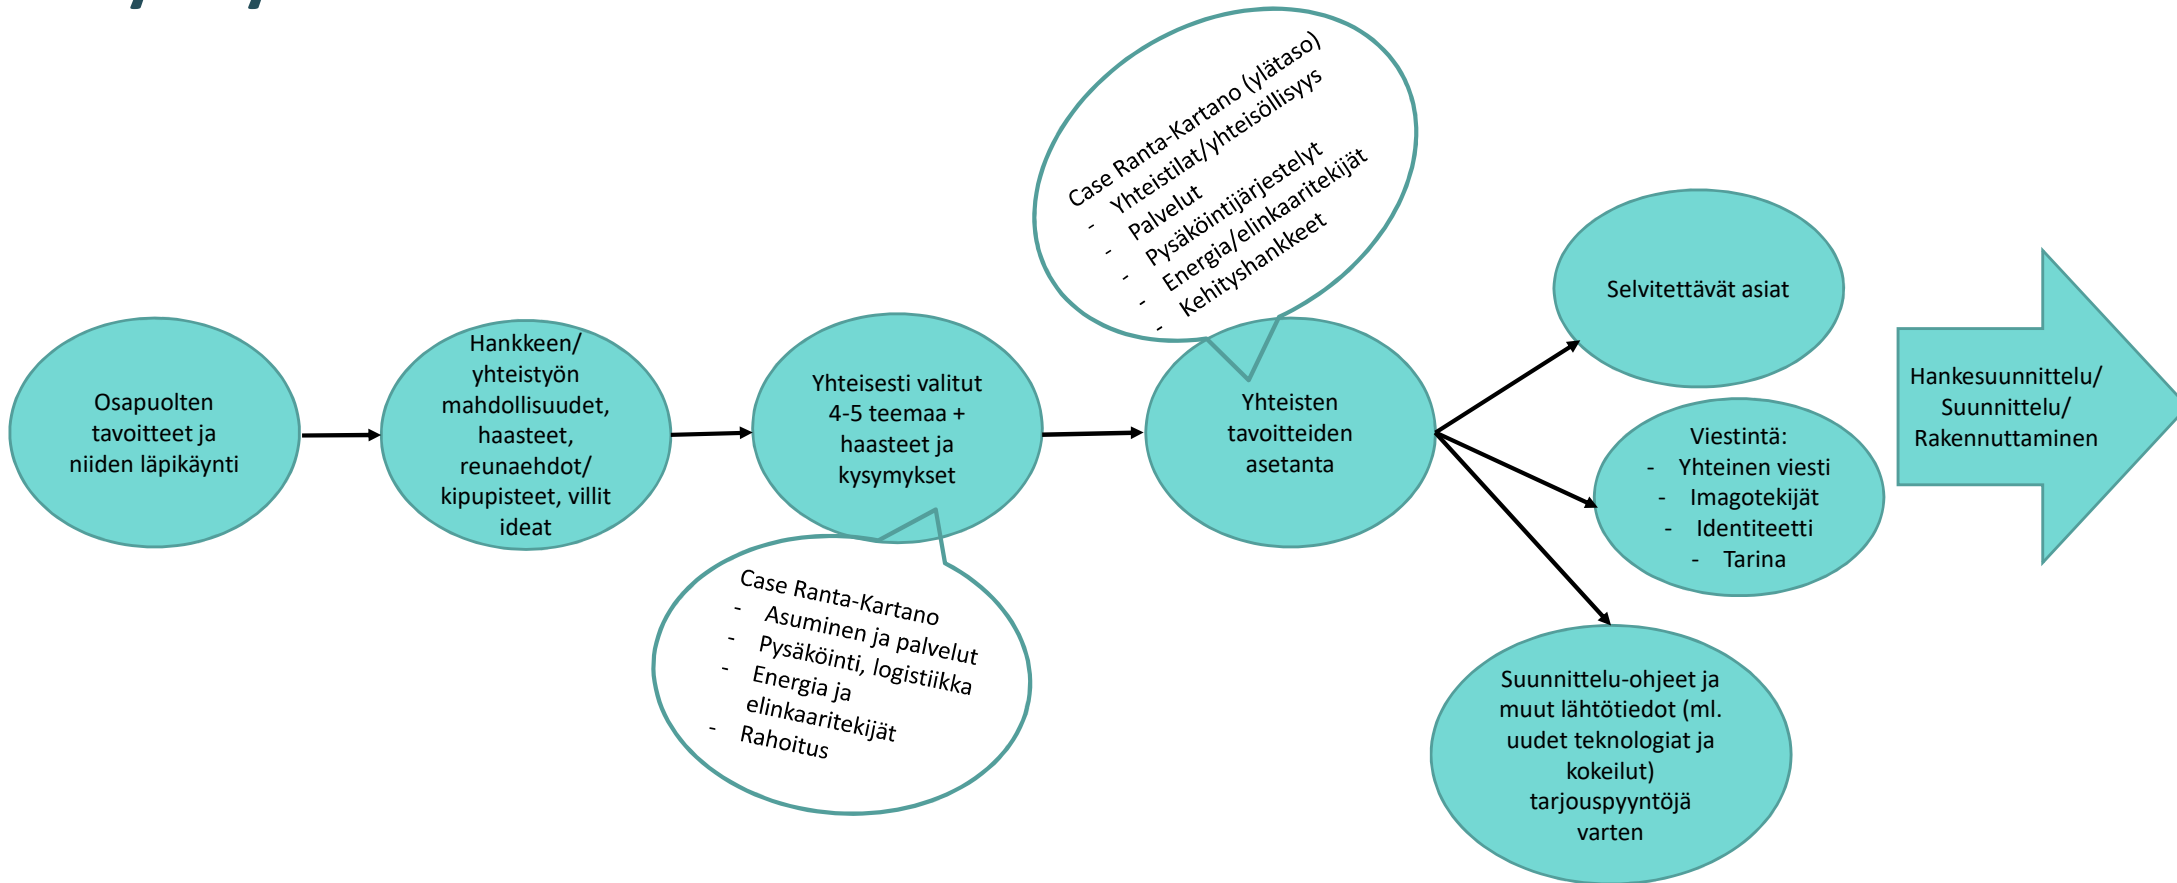 Osapuolten
tavoitteet ja
niiden läpikäynti
Hankkeen/
yhteistyön
mahdollisuudet,
haasteet,
reunaehdot/
kipupisteet, villit
ideat
Yhteisesti valitut
4-5 teemaa +
haasteet ja
kysymykset
Case Ranta-Kartano
- Asuminen ja palvelut
- Pysäköinti, logistiikka
- Energia ja
elinkaaritekijät
- Rahoitus
Case Ranta-Kartano (ylätaso)
- Yhteistilat/yhteisöllisyys
- Palvelut
- Pysäköintijärjestelyt
- Energia/elinkaaritekijät
- Kehityshankkeet
Yhteisten
tavoitteiden
asetanta
Selvitettävät asiat
Viestintä:
- Yhteinen viesti
- Imagotekijät
- Identiteetti
- Tarina
Suunnittelu-ohjeet ja
muut lähtötiedot (ml.
uudet teknologiat ja
kokeilut)
tarjouspyyntöjä
varten
Hankesuunnittelu/
Suunnittelu/
Rakennuttaminen